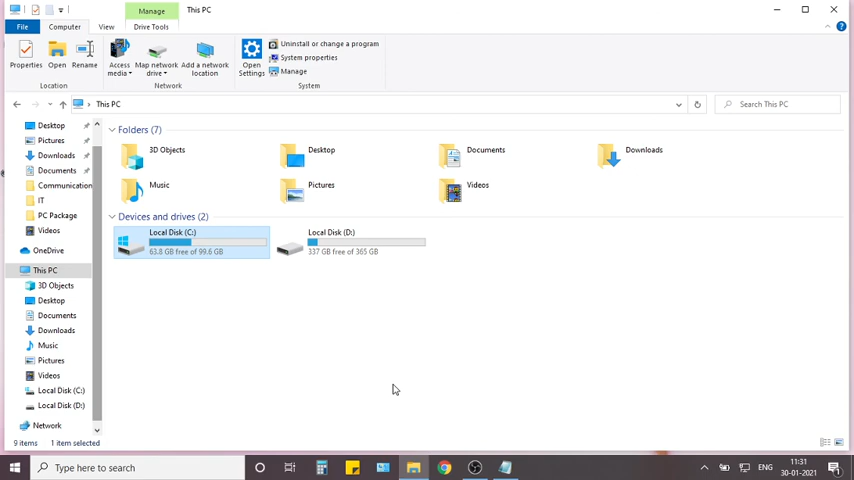 Manage
This PC
File
Computer
View
Drive Tools
Properties
Open
Rename
Access media
Map network drive
Add a network location
Open Settings
Uninstall or change a program
System properties
Manage
Location
Network
System
This PC
Search This PC
Desktop
Pictures
Downloads
Documents
Communication
IT
PC Package
Videos
OneDrive
This PC
3D Objects
Desktop
Documents
Downloads
Music
Pictures
Videos
Local Disk (C:)
Local Disk (D:)
Network
Folders (7)
3D Objects
Desktop
Documents
Downloads
Music
Pictures
Videos
Devices and drives (2)
Local Disk (C:)
63.8 GB free of 99.6 GB
Local Disk (D:)
337 GB free of 365 GB
9 items
1 item selected
Type here to search
ENG
11:31
30-01-2021